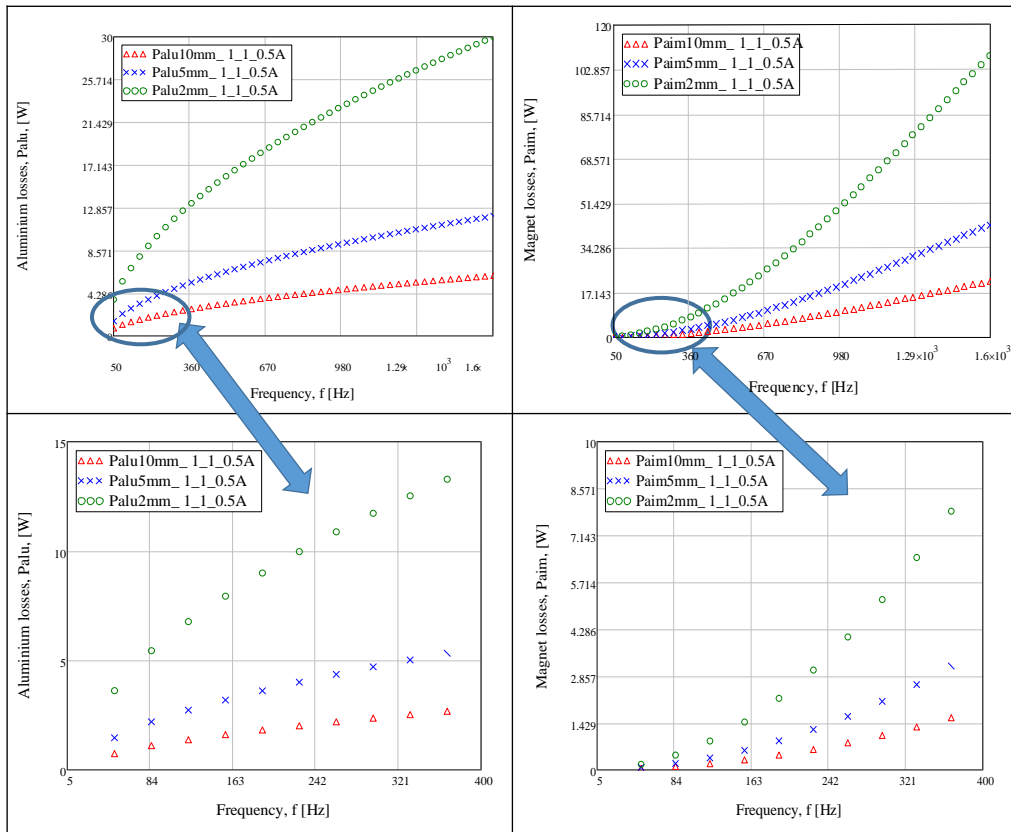 30
25.714
21.429
17.143
12.857
8.571
4.286
0
Aluminium losses, Palu, [W]
Palu10mm_ 1_1_0.5A
Palu5mm_ 1_1_0.5A
Palu2mm_ 1_1_0.5A
50 360 670 980 1.29 10³ 1.6×
Frequency, f [Hz]
120
102.857
85.714
68.571
51.429
34.286
17.143
0
Magnet losses, Paim, [W]
Paim10mm_ 1_1_0.5A
Paim5mm_ 1_1_0.5A
Paim2mm_ 1_1_0.5A
50 360 670 980 1.29×10³ 1.6×10³
Frequency, f [Hz]
15
10
5
0
Aluminium losses, Palu, [W]
Palu10mm_ 1_1_0.5A
Palu5mm_ 1_1_0.5A
Palu2mm_ 1_1_0.5A
5 84 163 242 321 400
Frequency, f [Hz]
10
8.571
7.143
5.714
4.286
2.857
1.429
0
Magnet losses, Paim, [W]
Paim10mm_ 1_1_0.5A
Paim5mm_ 1_1_0.5A
Paim2mm_ 1_1_0.5A
5 84 163 242 321 400
Frequency, f [Hz]